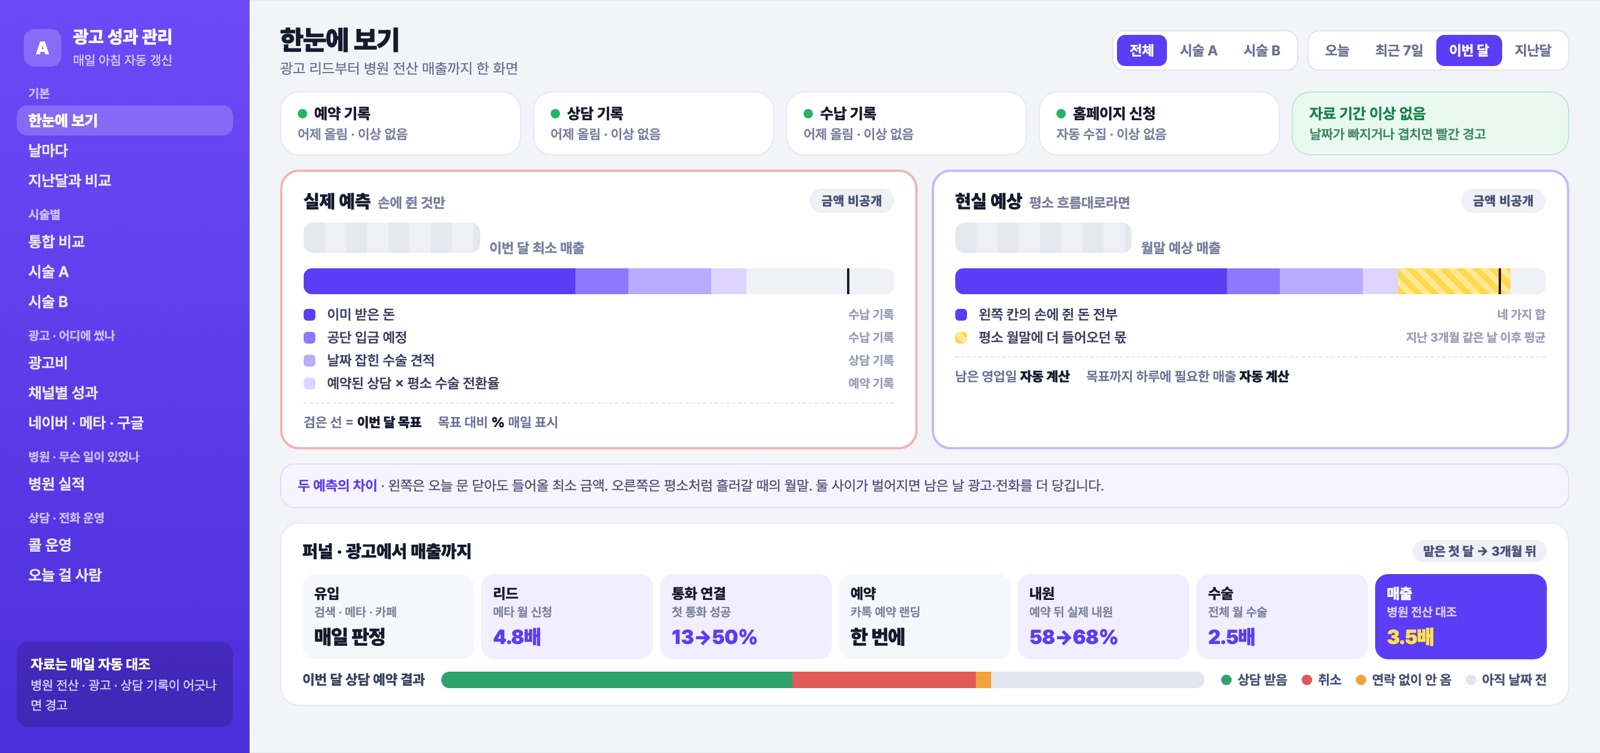 A
광고 성과 관리
매일 아침 자동 갱신
기본
한눈에 보기
날마다
지난달과 비교
시술별
통합 비교
시술 A
시술 B
광고 · 어디에 썼나
광고비
채널별 성과
네이버 · 메타 · 구글
병원 · 무슨 일이 있었나
병원 실적
상담 · 전화 운영
콜 운영
오늘 걸 사람
자료는 매일 자동 대조
병원 전산 · 광고 · 상담 기록이 어긋나
면 경고
한눈에 보기
광고 리드부터 병원 전산 매출까지 한 화면
전체 시술 A 시술 B
오늘 최근 7일 이번 달 지난달
예약 기록
어제 올림 · 이상 없음
상담 기록
어제 올림 · 이상 없음
수납 기록
어제 올림 · 이상 없음
홈페이지 신청
자동 수집 · 이상 없음
자료 기간 이상 없음
날짜가 빠지거나 겹치면 빨간 경고
실제 예측 손에 쥔 것만
금액 비공개
이번 달 최소 매출
이미 받은 돈 수납 기록
공단 입금 예정 수납 기록
날짜 잡힌 수술 견적 상담 기록
예약된 상담 × 평소 수술 전환율 예약 기록
검은 선 = 이번 달 목표 목표 대비 % 매일 표시
현실 예상 평소 흐름대로라면
금액 비공개
월말 예상 매출
왼쪽 칸의 손에 쥔 돈 전부 네 가지 합
평소 월말에 더 들어오던 몫 지난 3개월 같은 날 이후 평균
남은 영업일 자동 계산 목표까지 하루에 필요한 매출 자동 계산
두 예측의 차이 · 왼쪽은 오늘 문 닫아도 들어올 최소 금액. 오른쪽은 평소처럼 흘러갈 때의 월말. 둘 사이가 벌어지면 남은 날 광고·전화를 더 당깁니다.
퍼널 · 광고에서 매출까지
맡은 첫 달 → 3개월 뒤
유입
검색 · 메타 · 카페
매일 판정
리드
메타 월 신청
4.8배
통화 연결
첫 통화 성공
13→50%
예약
카톡 예약 랜딩
한 번에
내원
예약 뒤 실제 내원
58→68%
수술
전체 월 수술
2.5배
매출
병원 전산 대조
3.5배
이번 달 상담 예약 결과
상담 받음 취소 연락 없이 안 옴 아직 날짜 전